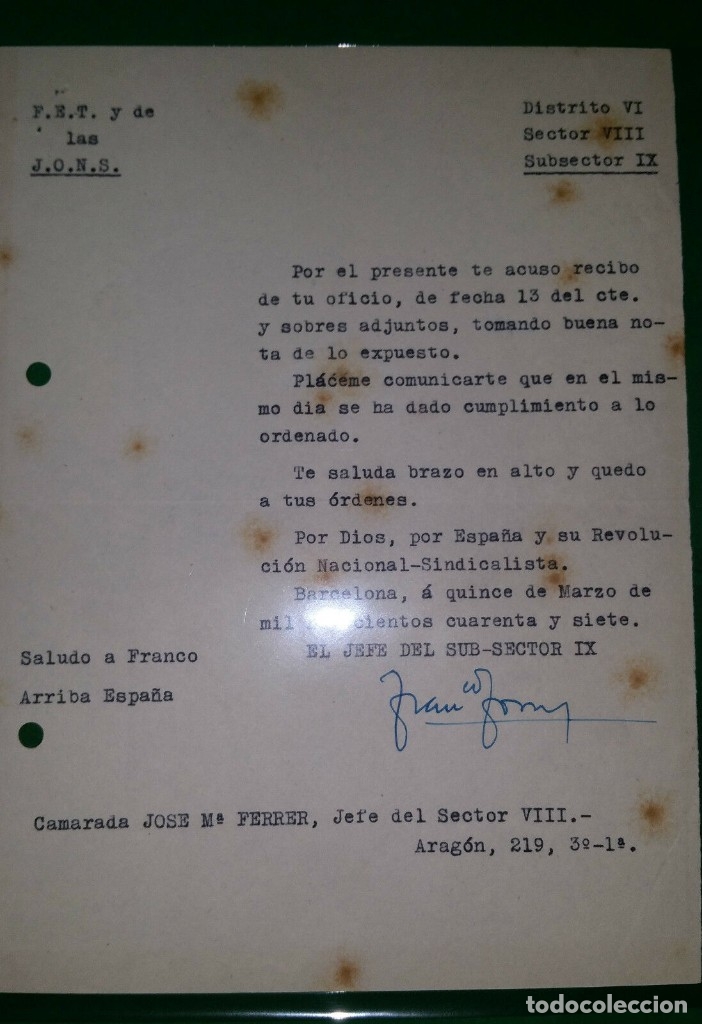 F.E.T. y de
las
J.O.N.S.
Distrito VI
Sector VIII
Subsector IX
Por el presente te acuso recibo
de tu oficio, de fecha 13 del cte.
y sobres adjuntos, tomando buena no-
ta de lo expuesto.
Pláceme comunicarte que en el mis-
mo dia se ha dado cumplimiento a lo
ordenado.
Te saluda brazo en alto y quedo
a tus órdenes.
Por Dios, por España y su Revolu-
ción Nacional-Sindicalista.
Barcelona, á quince de Marzo de
mil cientos cuarenta y siete.
EL JEFE DEL SUB-SECTOR IX
Saludo a Franco
Arriba España
Camarada JOSE Mª FERRER, Jefe del Sector VIII.-
Aragón, 219, 3º-1ª.
todocoleccion